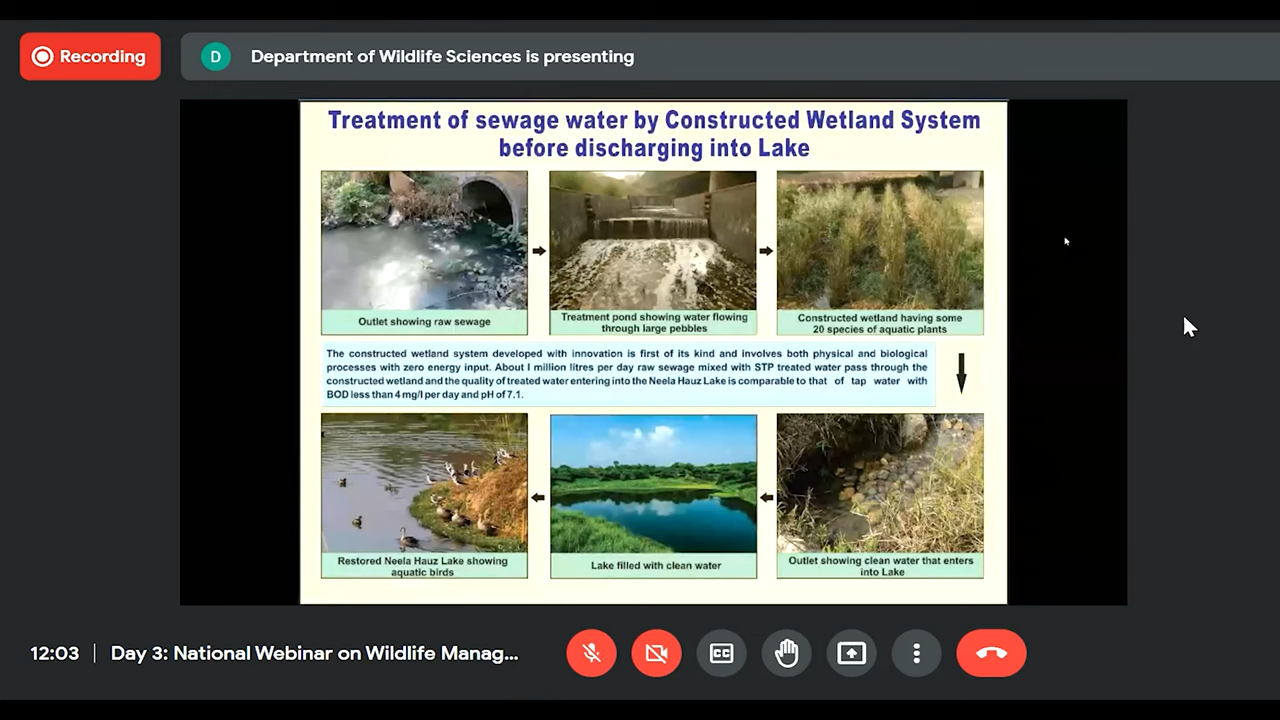 Recording
D
Department of Wildlife Sciences is presenting
Treatment of sewage water by Constructed Wetland System
before discharging into Lake
Outlet showing raw sewage
Treatment pond showing water flowing
through large pebbles
Constructed wetland having some
20 species of aquatic plants
The constructed wetland system developed with innovation is first of its kind and involves both physical and biological
processes with zero energy input. About I million litres per day raw sewage mixed with STP treated water pass through the
constructed wetland and the quality of treated water entering into the Neela Hauz Lake is comparable to that of tap water with
BOD less than 4 mg/l per day and pH of 7.1.
Restored Neela Hauz Lake showing
aquatic birds
Lake filled with clean water
Outlet showing clean water that enters
into Lake
12:03 | Day 3: National Webinar on Wildlife Manag...
CC